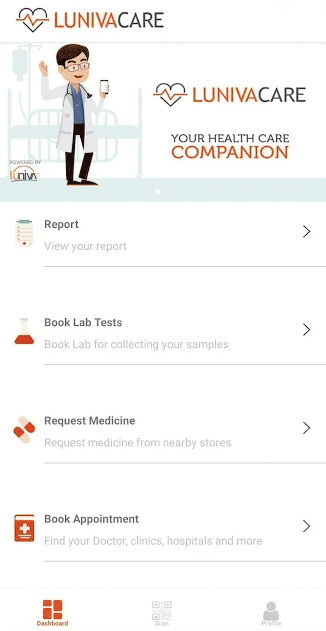 LUNIVACARE
LUNIVACARE
YOUR HEALTH CARE
COMPANION
POWERED BY
Luniva
Report
View your report
Book Lab Tests
Book Lab for collecting your samples
Request Medicine
Request medicine from nearby stores
Book Appointment
Find your Doctor, clinics, hospitals and more
Dashboard
Scan
Profile